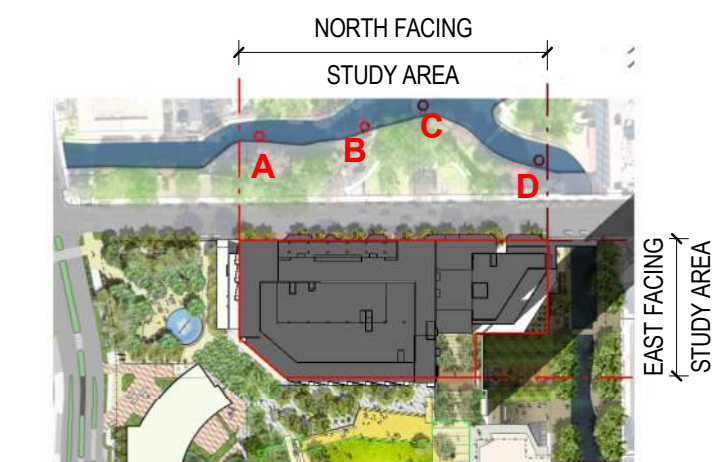 NORTH FACING
STUDY AREA
A
B
C
D
EAST FACING
STUDY AREA